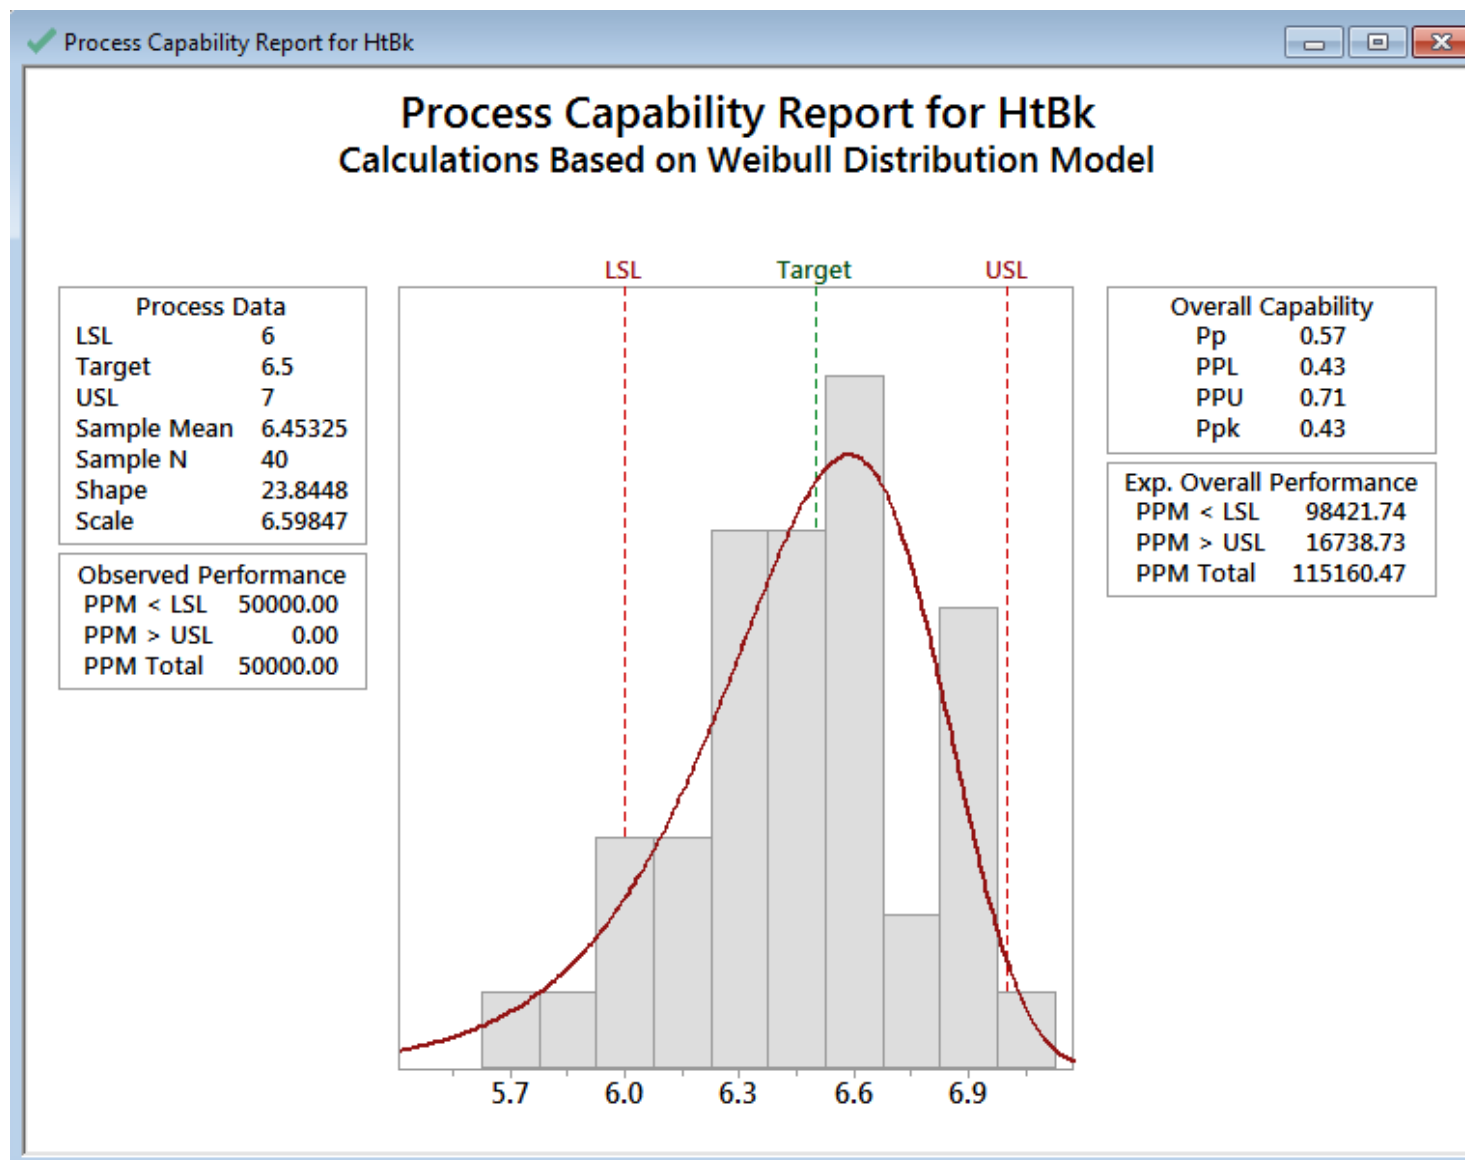 Process Capability Report for HtBk
Process Capability Report for HtBk
Calculations Based on Weibull Distribution Model
LSL Target USL
Process Data
LSL 6
Target 6.5
USL 7
Sample Mean 6.45325
Sample N 40
Shape 23.8448
Scale 6.59847
Observed Performance
PPM < LSL 50000.00
PPM > USL 0.00
PPM Total 50000.00
Overall Capability
Pp 0.57
PPL 0.43
PPU 0.71
Ppk 0.43
Exp. Overall Performance
PPM < LSL 98421.74
PPM > USL 16738.73
PPM Total 115160.47
5.7 6.0 6.3 6.6 6.9